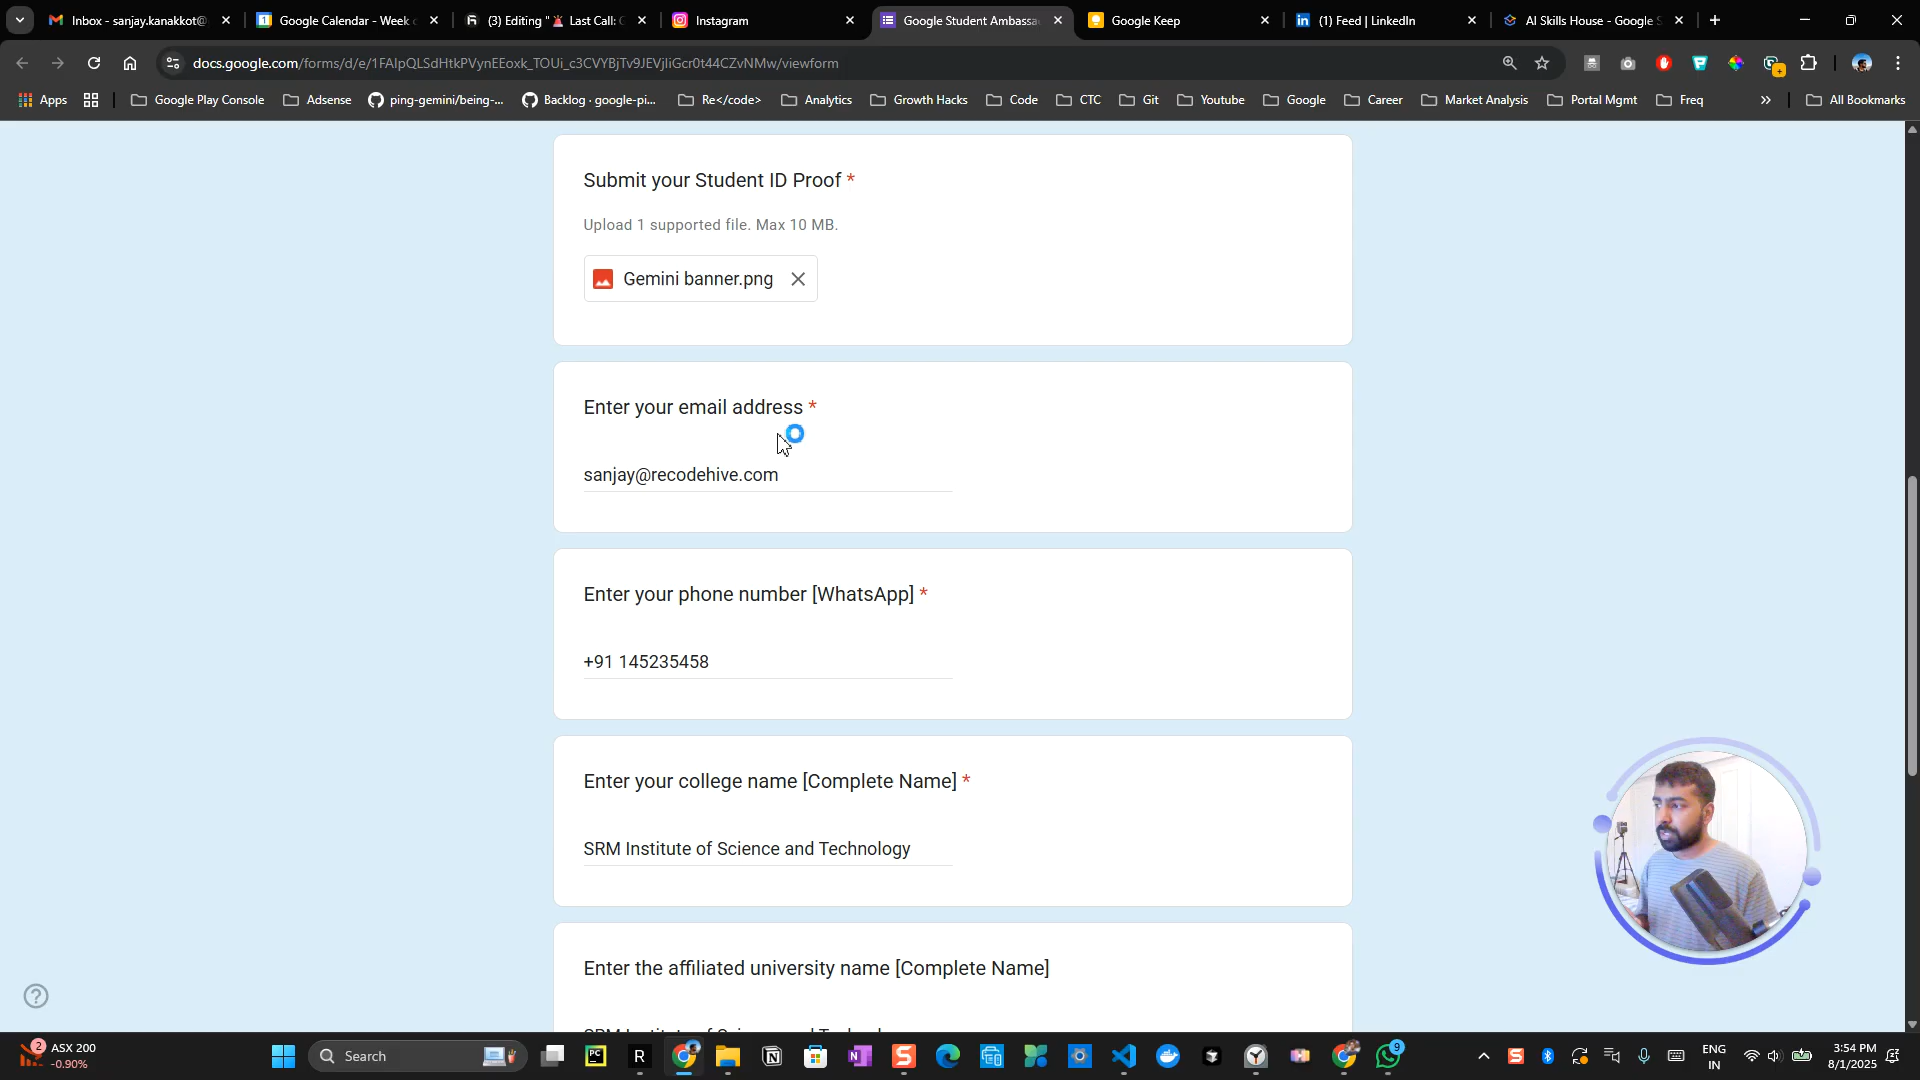 Inbox - sanjay.kanakkot@
Google Calendar - Week
(3) Editing " Last Call:
Instagram
Google Student Ambassa
Google Keep
(1) Feed | LinkedIn
AI Skills House - Google
docs.google.com/forms/d/e/1FAIpQLSdHtkPVynEEoxk_TOUi_c3CVYBjTv9JEVjliGcr0t44CZvNMw/viewform
Apps
Google Play Console
Adsense
ping-gemini/being-...
Backlog · google-pi...
Re</code>
Analytics
Growth Hacks
Code
CTC
Git
Youtube
Google
Career
Market Analysis
Portal Mgmt
Freq
»
All Bookmarks
Submit your Student ID Proof *
Upload 1 supported file. Max 10 MB.
Gemini banner.png
Enter your email address *
sanjay@recodehive.com
Enter your phone number [WhatsApp] *
+91 145235458
Enter your college name [Complete Name] *
SRM Institute of Science and Technology
Enter the affiliated university name [Complete Name]
2
ASX 200
-0.90%
Search
PC
R
9
ENG
IN
3:54 PM
8/1/2025